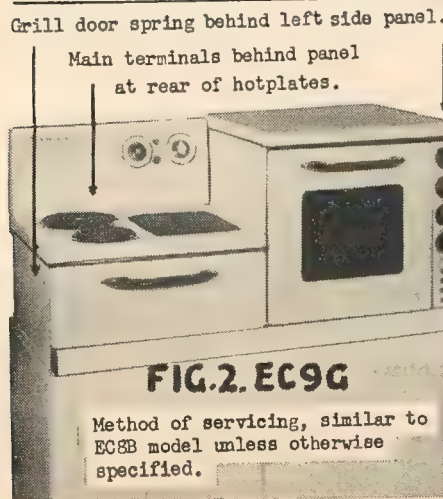 Grill door spring behind left side panel.
Main terminals behind panel
at rear of hotplates.
FIG.2. EC9G
Method of servicing, similar to
EC8B model unless otherwise
specified.